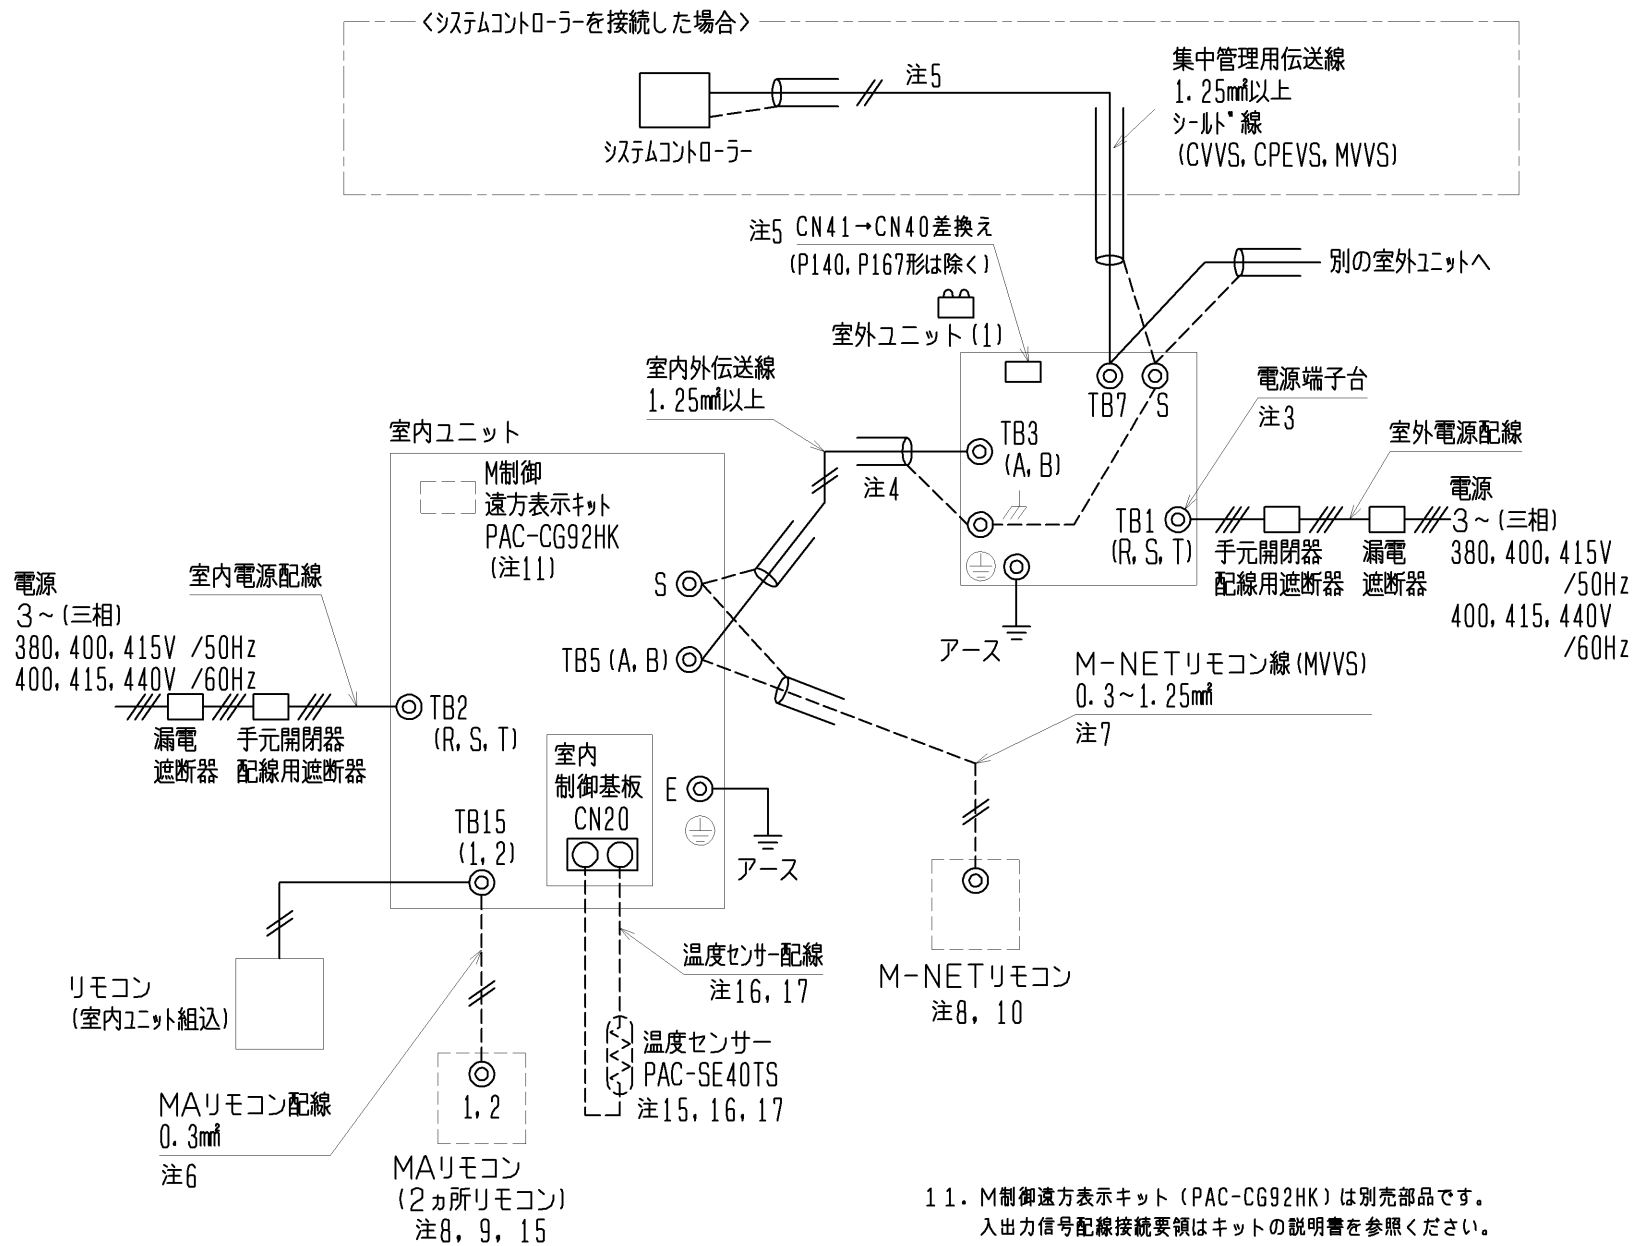 〈システムコントローラーを接続した場合〉
注5
集中管理用伝送線
1.25㎟以上
シールド線
(CVVS, CPEVS, MVVS)
システムコントローラー
注5 CN41→CN40差換え
(P140, P167形は除く)
別の室外ユニットへ
室外ユニット(1)
室内外伝送線
1.25㎟以上
TB7
S
電源端子台
注3
室内ユニット
TB3
(A, B)
室外電源配線
M制御
遠方表示キット
PAC-CG92HK
(注11)
注4
電源
3～(三相)
380, 400, 415V
/50Hz
400, 415, 440V
/60Hz
TB1
(R, S, T)
手元開閉器
配線用遮断器
漏電
遮断器
電源
3～(三相)
380, 400, 415V /50Hz
400, 415, 440V /60Hz
室内電源配線
S
TB5(A, B)
アース
M-NETリモコン線(MVVS)
0.3～1.25㎟
注7
漏電
遮断器
手元開閉器
配線用遮断器
TB2
(R, S, T)
室内
制御基板
CN20
E
アース
TB15
(1, 2)
温度センサー配線
注16, 17
M-NETリモコン
注8, 10
リモコン
(室内ユニット組込)
温度センサー
PAC-SE40TS
注15, 16, 17
MAリモコン配線
0.3㎟
注6
1, 2
MAリモコン
(2ヵ所リモコン)
注8, 9, 15
11. M制御遠方表示キット(PAC-CG92HK)は別売部品です。
入出力信号配線接続要領はキットの説明書を参照ください。